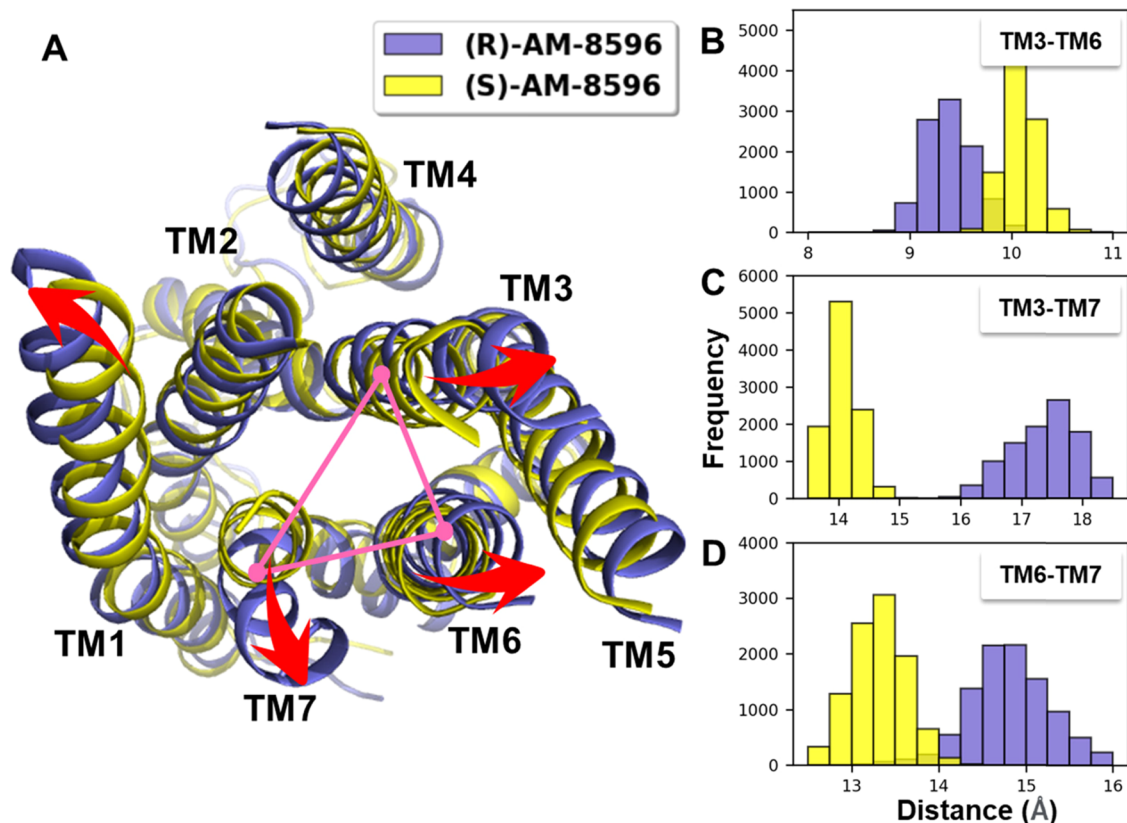 A
(R)-AM-8596
(S)-AM-8596
TM4
TM2
TM3
TM1
TM6
TM5
TM7
B
TM3-TM6
5000
4000
3000
2000
1000
0
8 9 10 11
C
TM3-TM7
6000
5000
4000
3000
2000
1000
0
14 15 16 17 18
Frequency
D
TM6-TM7
4000
3000
2000
1000
0
13 14 15 16
Distance (Å)